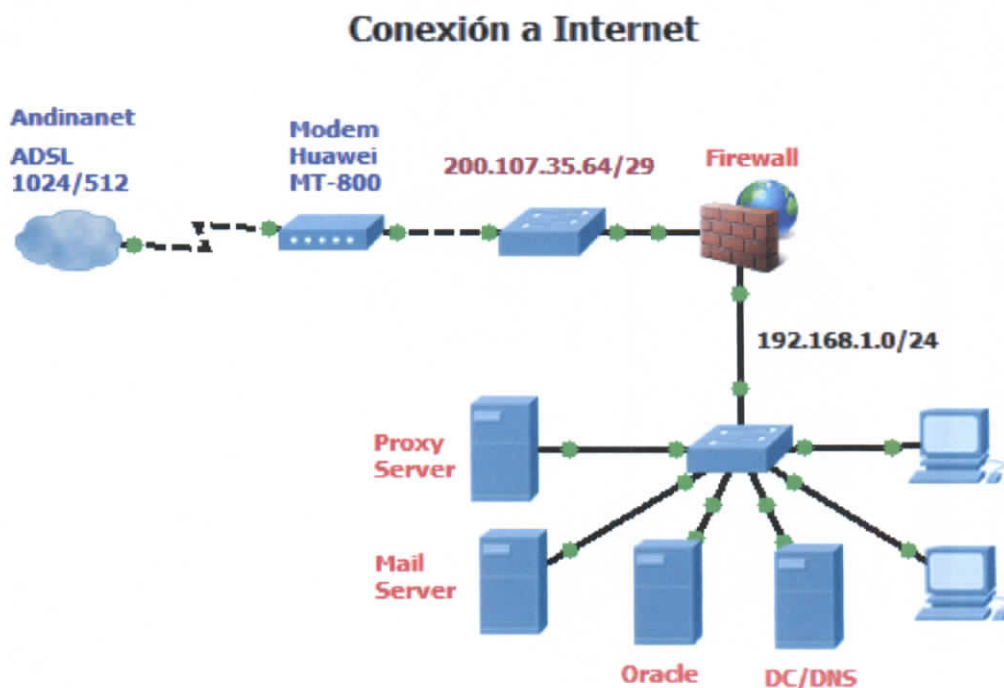 Conexión a Internet
Andinanet
ADSL
1024/512
Modem
Huawei
MT-800
200.107.35.64/29
Firewall
192.168.1.0/24
Proxy
Server
Mail
Server
Oracle
DC/DNS